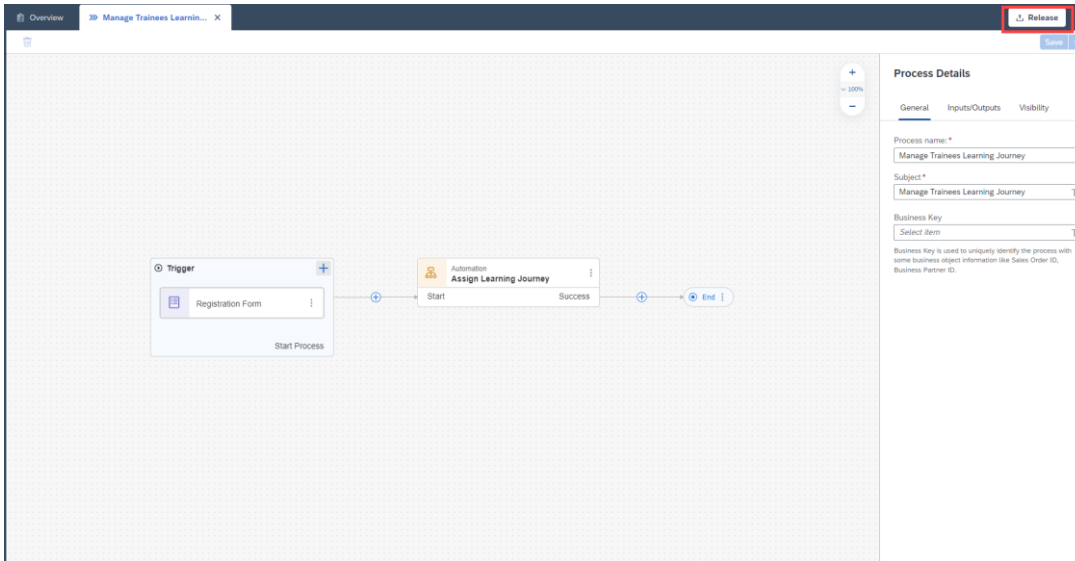 Overview
Manage Trainees Learnin... X
Release
Save
+
100%
−
Process Details
General Inputs/Outputs Visibility
Process name:*
Manage Trainees Learning Journey
Subject*
Manage Trainees Learning Journey
Business Key
Select item
Business Key is used to uniquely identify the process with
some business object information like Sales Order ID,
Business Partner ID.
Trigger
Registration Form
Start Process
Automation
Assign Learning Journey
Start Success
End